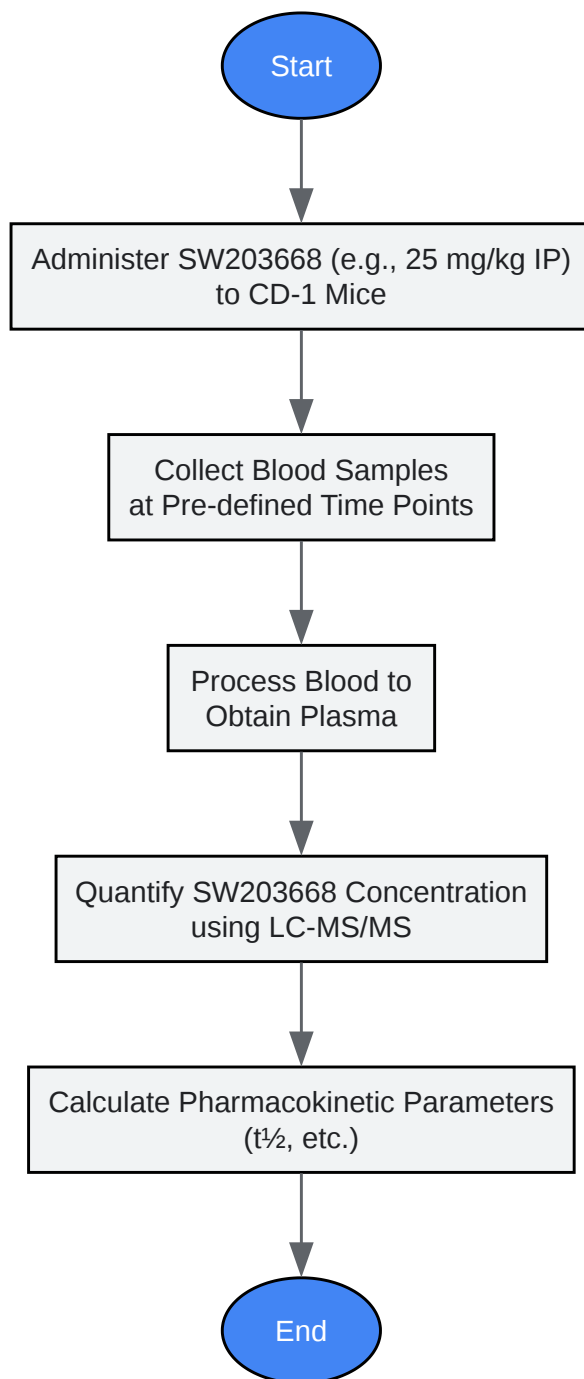 Start
Administer SW203668 (e.g., 25 mg/kg IP)
to CD-1 Mice
Collect Blood Samples
at Pre-defined Time Points
Process Blood to
Obtain Plasma
Quantify SW203668 Concentration
using LC-MS/MS
Calculate Pharmacokinetic Parameters
(t½, etc.)
End